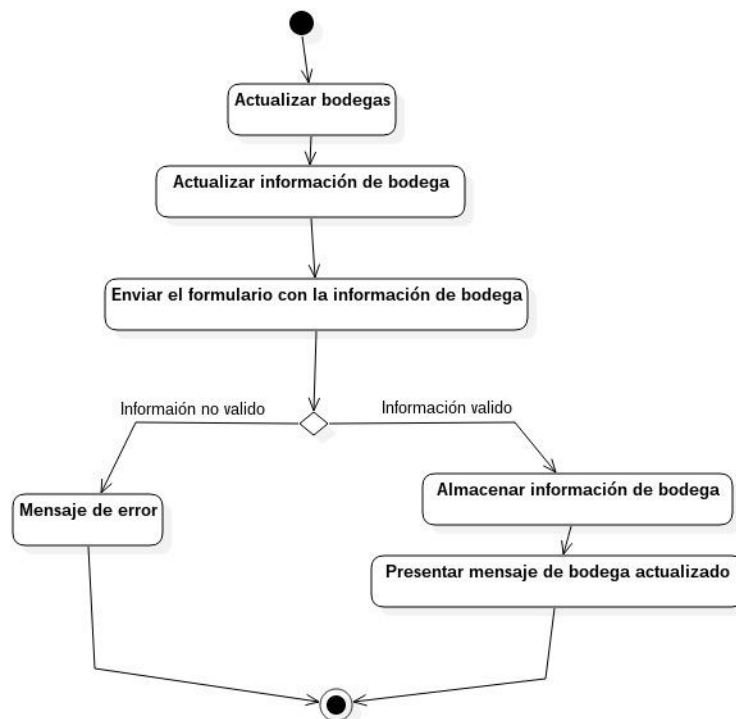 Actualizar bodegas
Actualizar información de bodega
Enviar el formulario con la información de bodega
Informaión no valido
Información valido
Mensaje de error
Almacenar información de bodega
Presentar mensaje de bodega actualizado